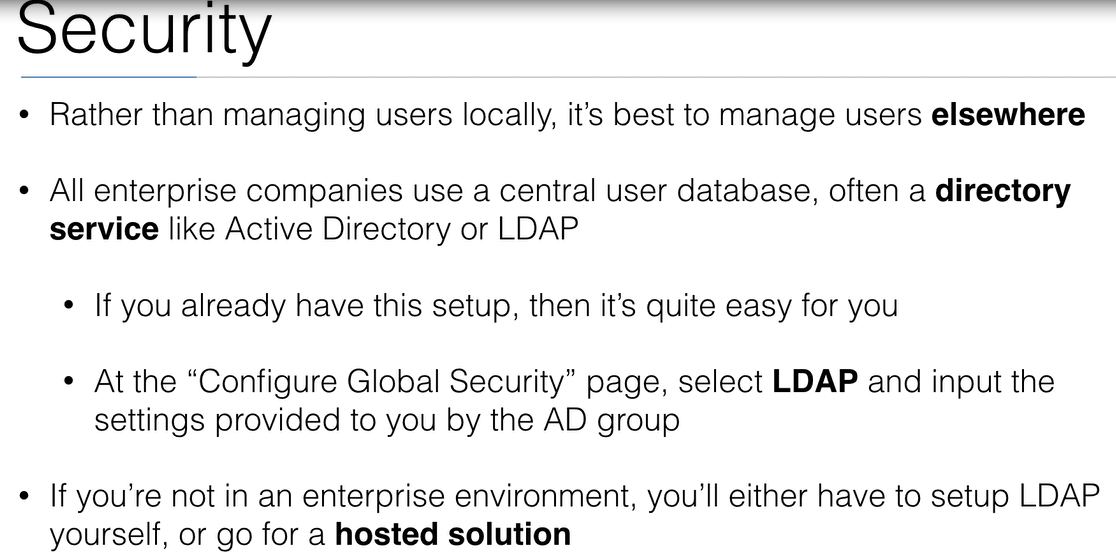 Security
• Rather than managing users locally, it’s best to manage users elsewhere
• All enterprise companies use a central user database, often a directory
service like Active Directory or LDAP
• If you already have this setup, then it’s quite easy for you
• At the “Configure Global Security” page, select LDAP and input the
settings provided to you by the AD group
• If you’re not in an enterprise environment, you’ll either have to setup LDAP
yourself, or go for a hosted solution